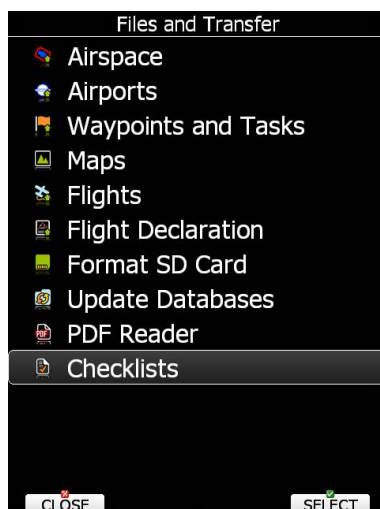 Files and Transfer
Airspace
Airports
Waypoints and Tasks
Maps
Flights
Flight Declaration
Format SD Card
Update Databases
PDF Reader
Checklists
CLOSE
SELECT